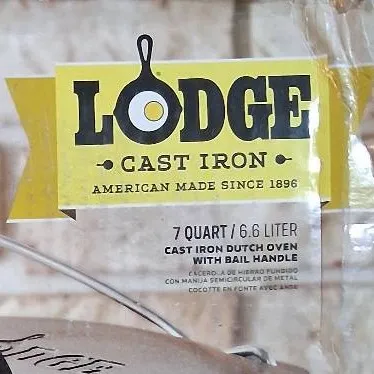 LODGE
CAST IRON
AMERICAN MADE SINCE 1896
7 QUART / 6.6 LITER
CAST IRON DUTCH OVEN
WITH BAIL HANDLE
CACEROLA DE HIERRO FUNDIDO
CON MANIJA SEMICIRCULAR DE METAL
COCOTTE EN FONTE AVEC ANSE